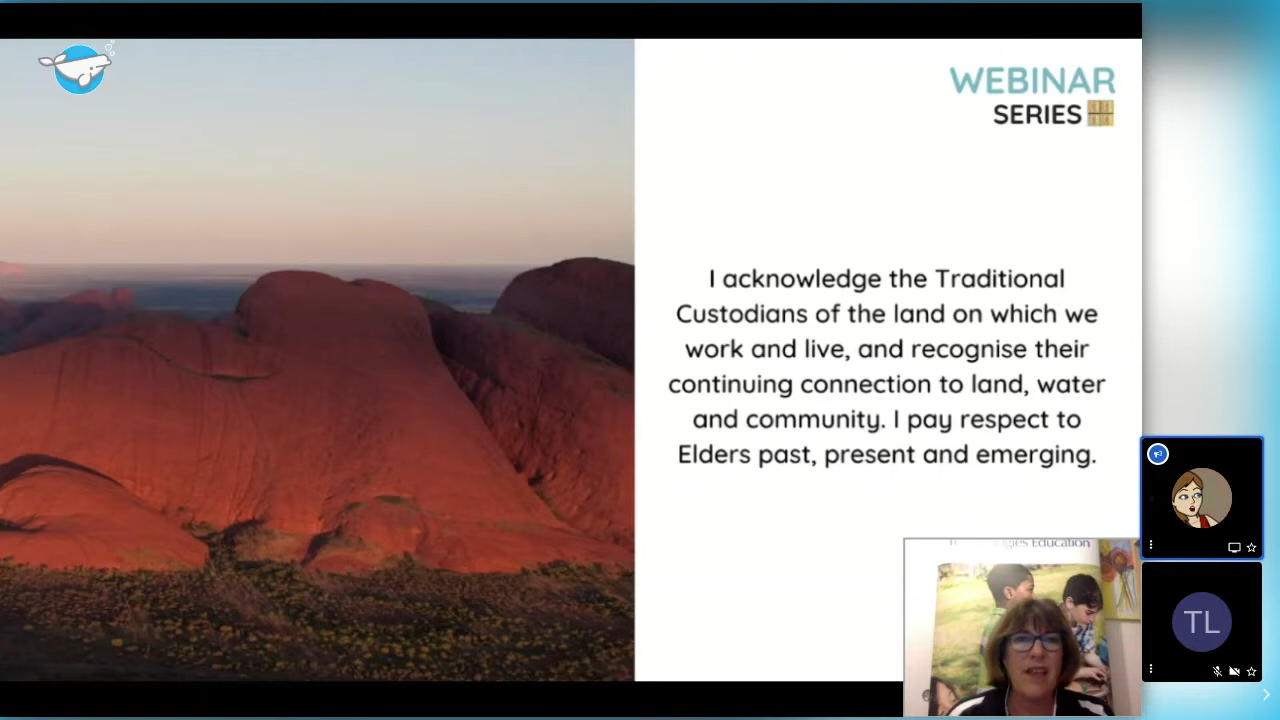 WEBINAR
SERIES
I acknowledge the Traditional
Custodians of the land on which we
work and live, and recognise their
continuing connection to land, water
and community. I pay respect to
Elders past, present and emerging.
Education
TL